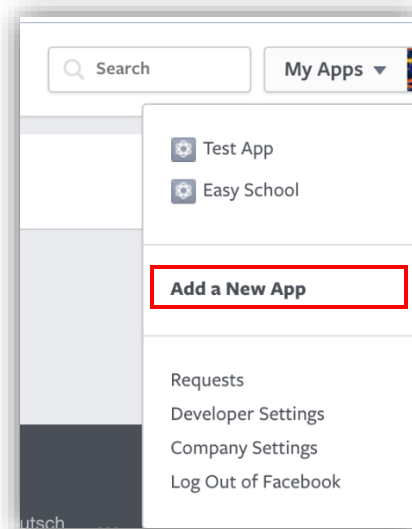 Search
My Apps
Test App
Easy School
Add a New App
Requests
Developer Settings
Company Settings
Log Out of Facebook
utsch